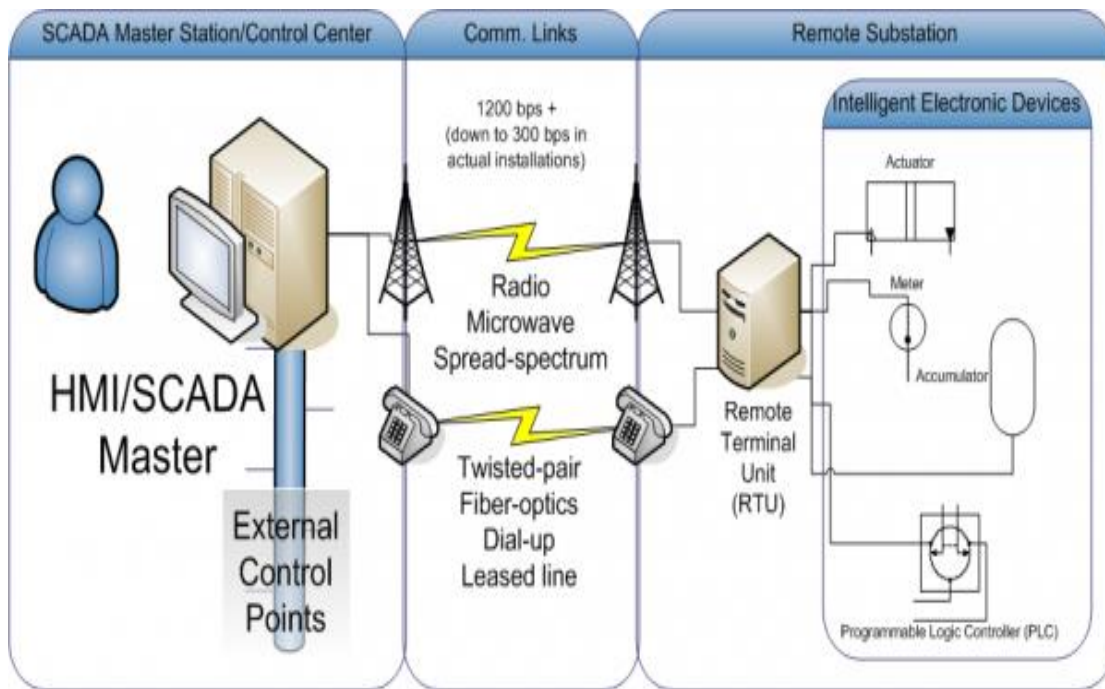 SCADA Master Station/Control Center
Comm. Links
Remote Substation
Intelligent Electronic Devices
1200 bps +
(down to 300 bps in
actual installations)
Actuator
Radio
Microwave
Spread-spectrum
Meter
Accumulator
HMI/SCADA
Master
Remote
Terminal
Unit
(RTU)
Twisted-pair
Fiber-optics
Dial-up
Leased line
External
Control
Points
Programmable Logic Controller (PLC)